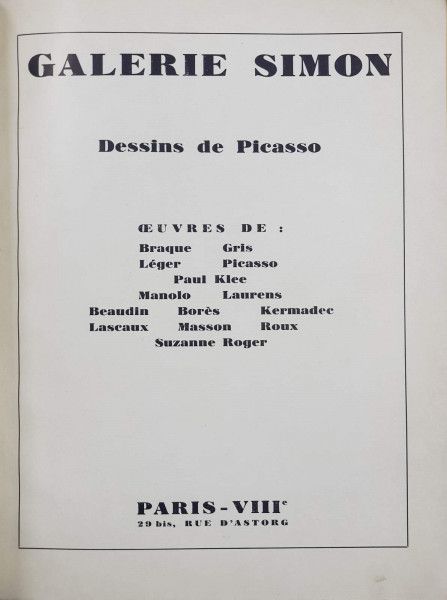 GALERIE SIMON
Dessins de Picasso
ŒUVRES DE :
Braque Gris
Léger Picasso
Paul Klee
Manolo Laurens
Beaudin Borès Kermadec
Lascaux Masson Roux
Suzanne Roger
PARIS-VIIIe
29 bis, RUE D'ASTORG